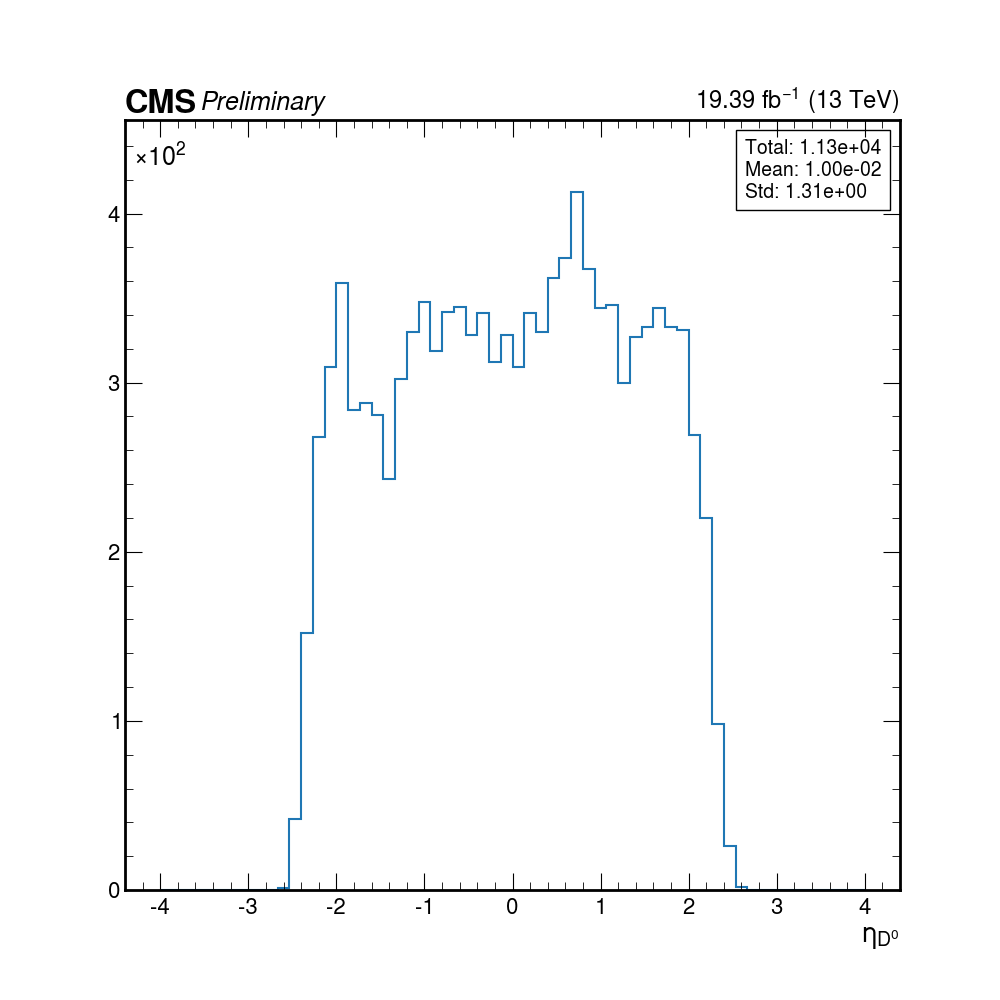 CMS Preliminary 19.39 fb⁻¹ (13 TeV)
×10²
Total: 1.13e+04
Mean: 1.00e-02
Std: 1.31e+00
4
3
2
1
0
-4 -3 -2 -1 0 1 2 3 4
η_D⁰